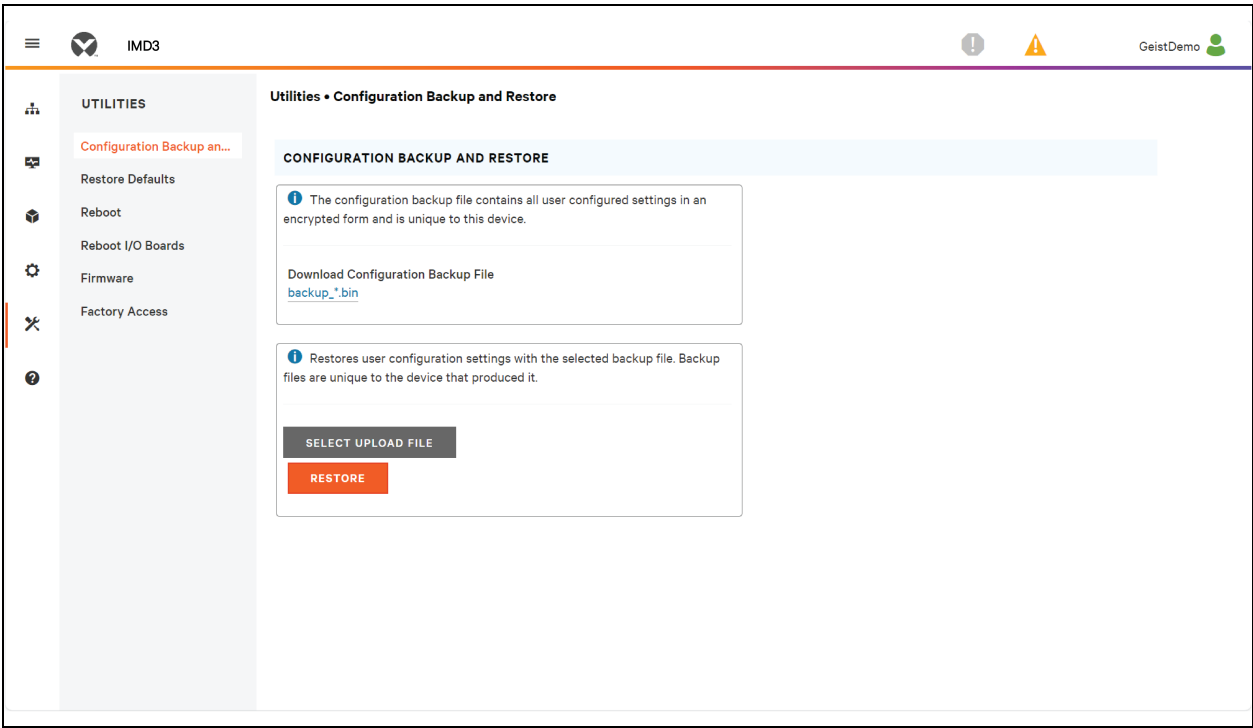 IMD3
GeistDemo
UTILITIES
Configuration Backup an...
Restore Defaults
Reboot
Reboot I/O Boards
Firmware
Factory Access
Utilities • Configuration Backup and Restore
CONFIGURATION BACKUP AND RESTORE
The configuration backup file contains all user configured settings in an
encrypted form and is unique to this device.
Download Configuration Backup File
backup_*.bin
Restores user configuration settings with the selected backup file. Backup
files are unique to the device that produced it.
SELECT UPLOAD FILE
RESTORE